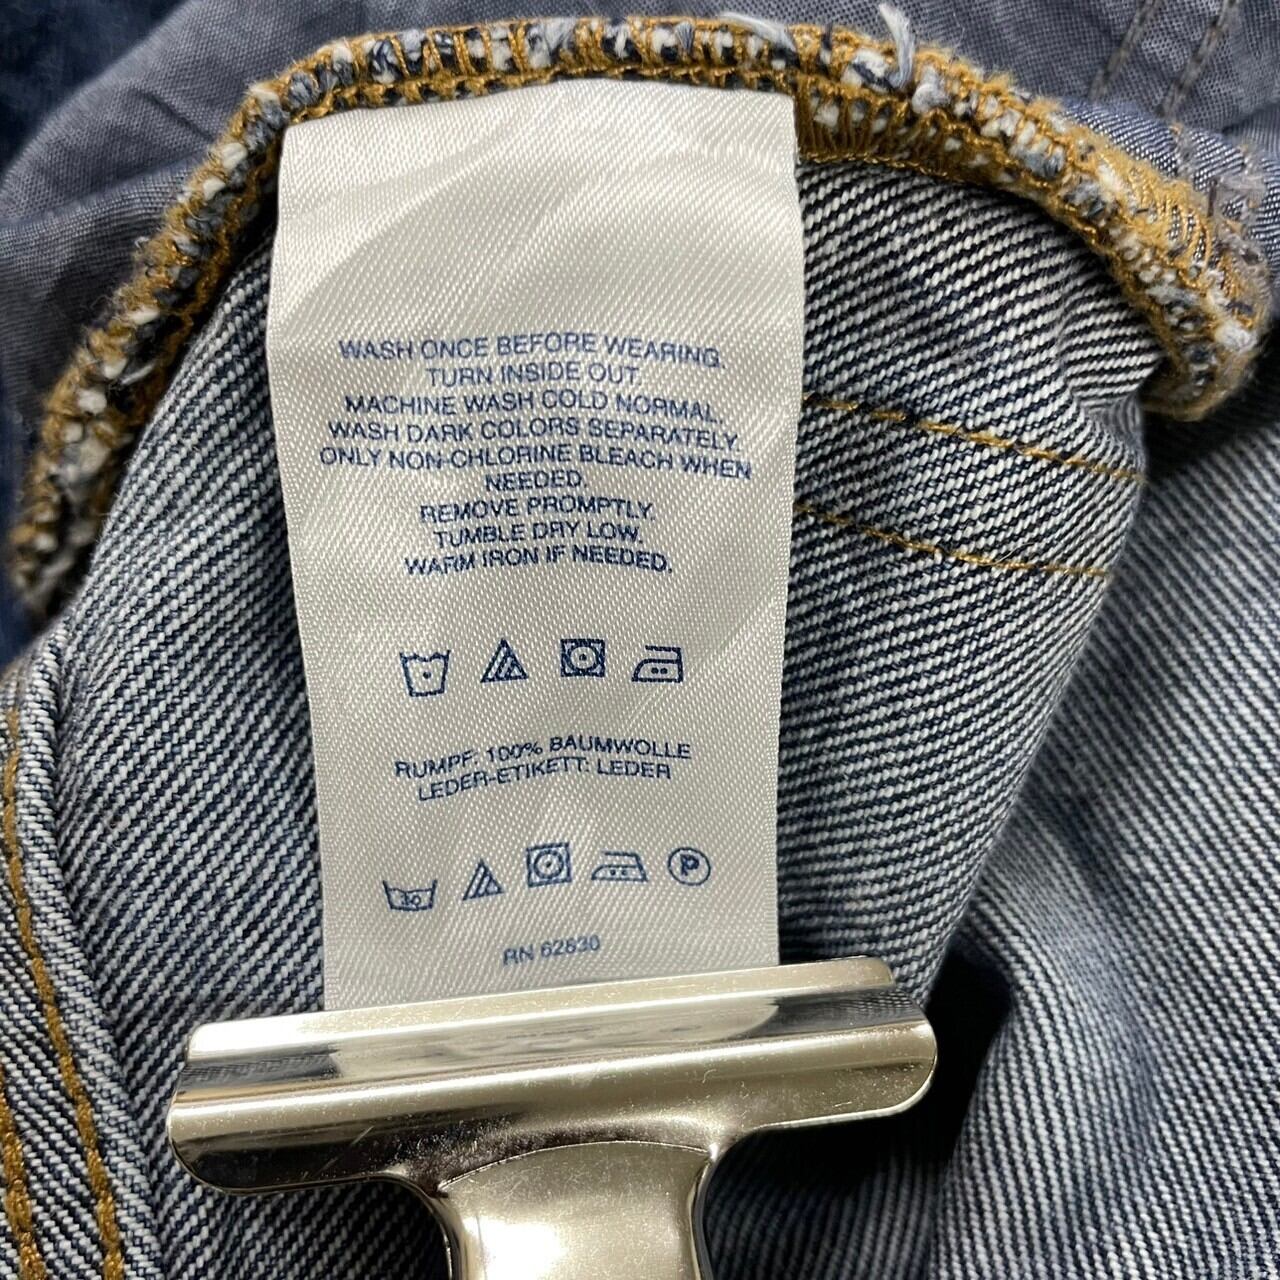 WASH ONCE BEFORE WEARING.
TURN INSIDE OUT.
MACHINE WASH COLD NORMAL.
WASH DARK COLORS SEPARATELY.
ONLY NON-CHLORINE BLEACH WHEN
NEEDED.
REMOVE PROMPTLY.
TUMBLE DRY LOW.
WARM IRON IF NEEDED.
RUMPF: 100% BAUMWOLLE
LEDER-ETIKETT: LEDER
30 P
RN 62830